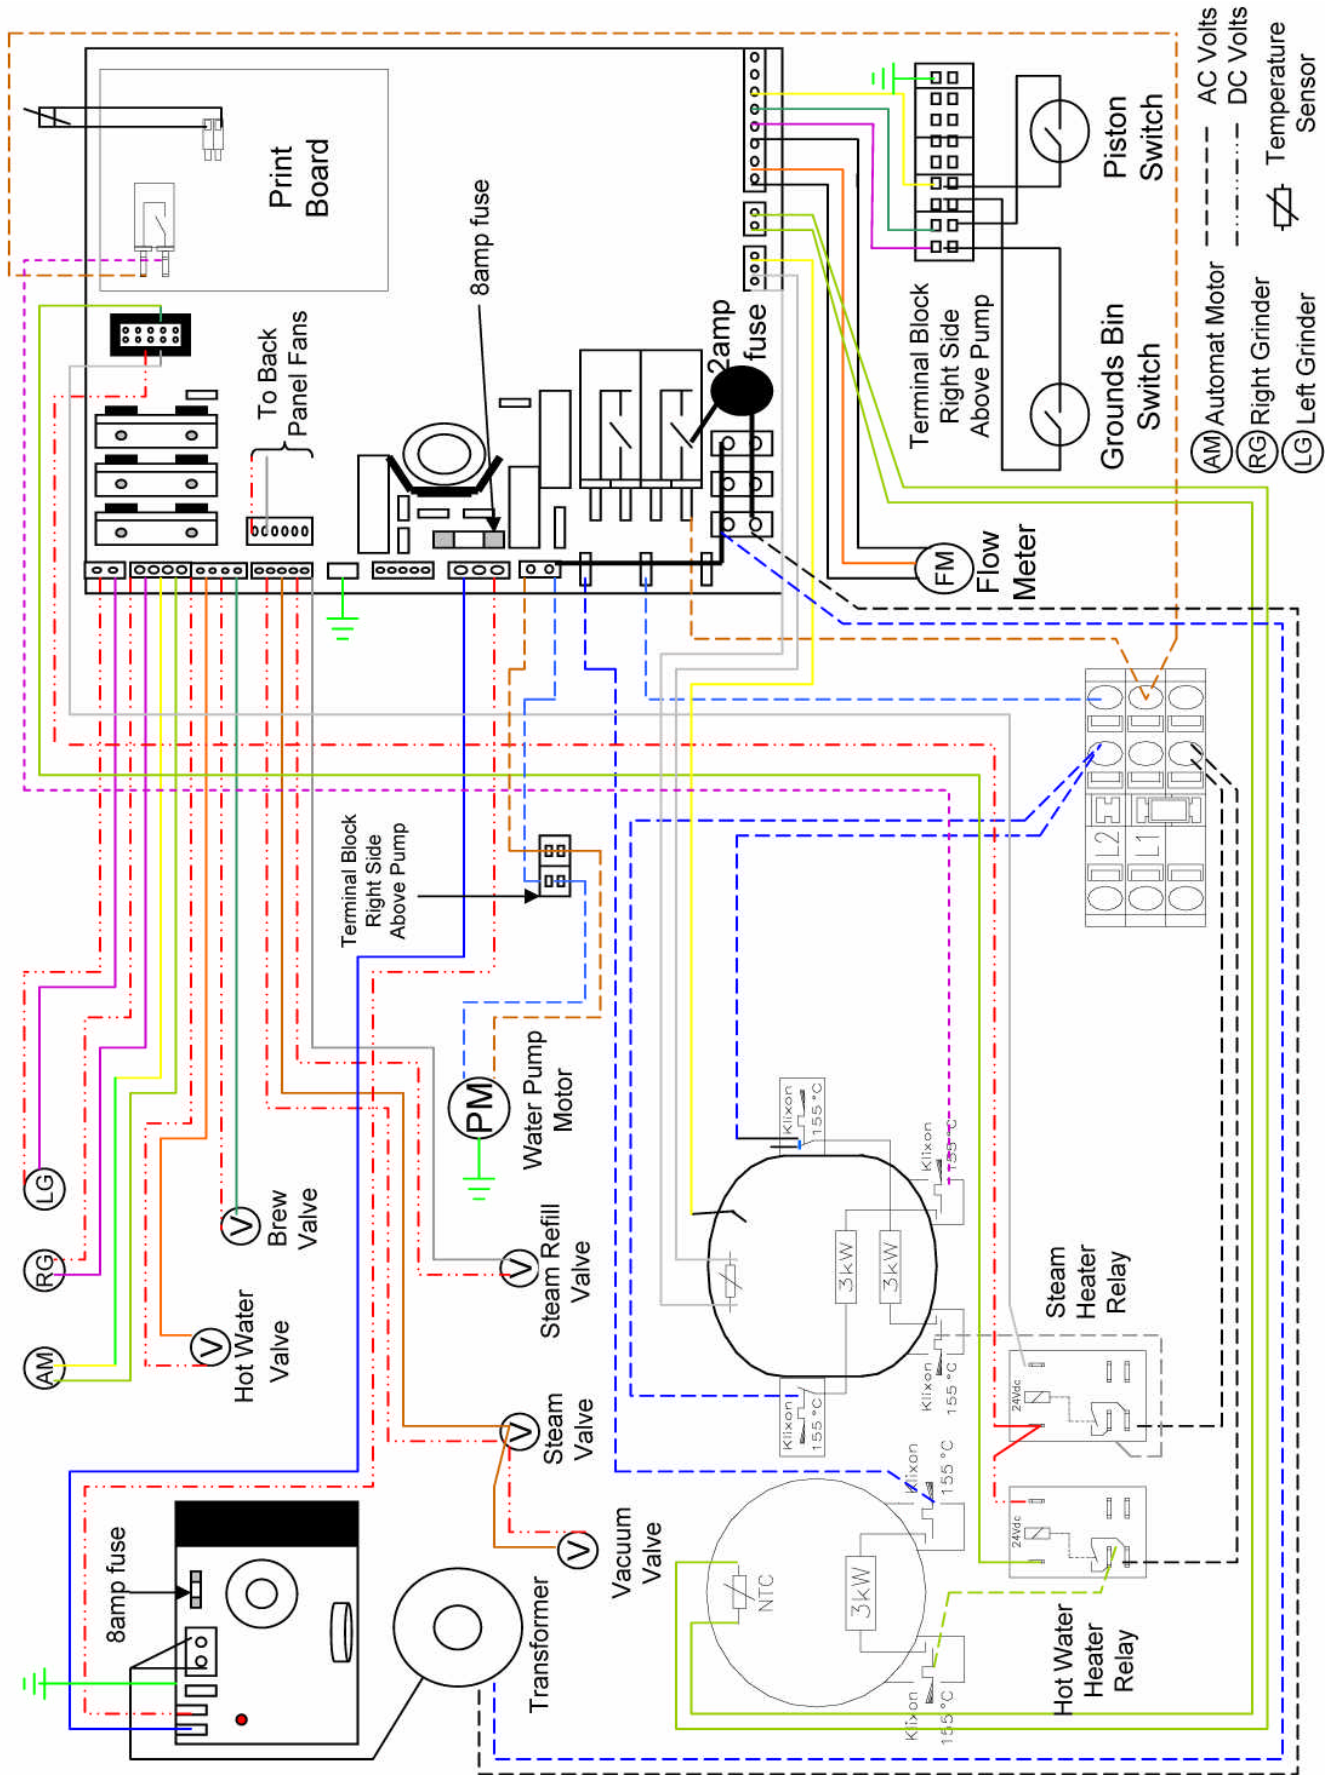 Print
Board
8amp fuse
To Back
Panel Fans
2amp
fuse
Terminal Block
Right Side
Above Pump
Piston
Switch
Grounds Bin
Switch
AC Volts
DC Volts
Temperature
Sensor
AM Automat Motor
RG Right Grinder
LG Left Grinder
FM
Flow
Meter
Terminal Block
Right Side
Above Pump
L2
L1
PM
Water Pump
Motor
LG
RG
AM
V
Brew
Valve
V
Hot Water
Valve
V
Steam Refill
Valve
V
Steam
Valve
V
Vacuum
Valve
8amp fuse
Transformer
Klixon
155 °C
Klixon
155 °C
3kW
3kW
Klixon
155 °C
Klixon
155 °C
Steam
Heater
Relay
24Vdc
Klixon
155 °C
NTC
3kW
Klixon
155 °C
24Vdc
Hot Water
Heater
Relay